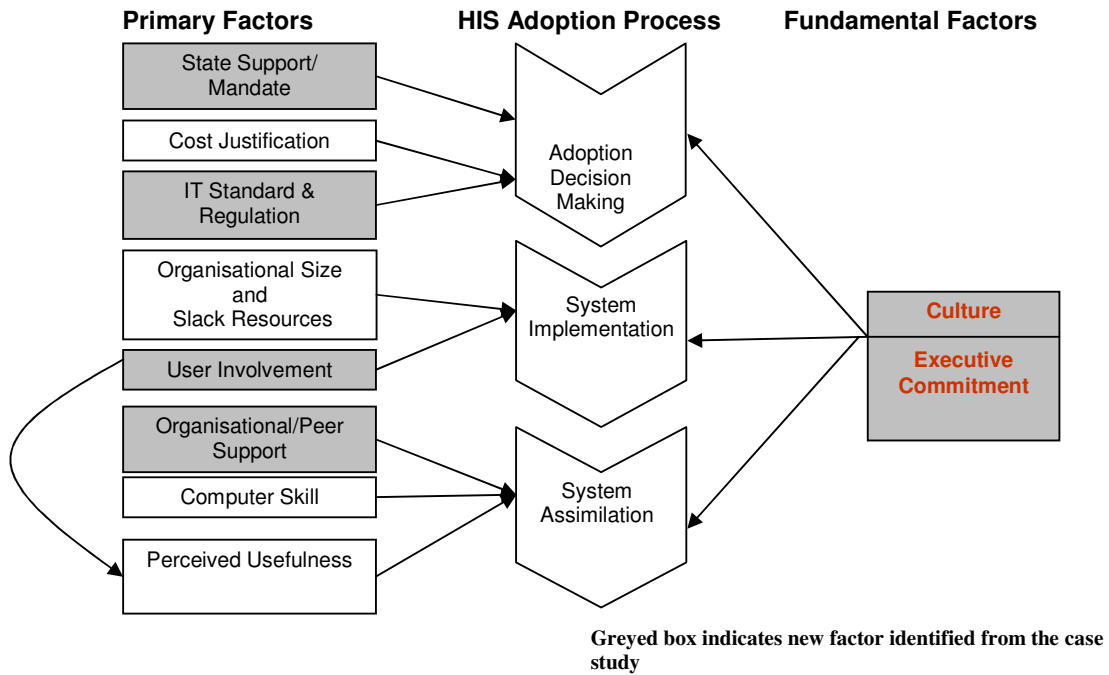 Primary Factors
HIS Adoption Process
Fundamental Factors
State Support/
Mandate
Cost Justification
IT Standard &
Regulation
Organisational Size
and
Slack Resources
User Involvement
Organisational/Peer
Support
Computer Skill
Perceived Usefulness
Adoption
Decision
Making
System
Implementation
System
Assimilation
Culture
Executive
Commitment
Greyed box indicates new factor identified from the case
study